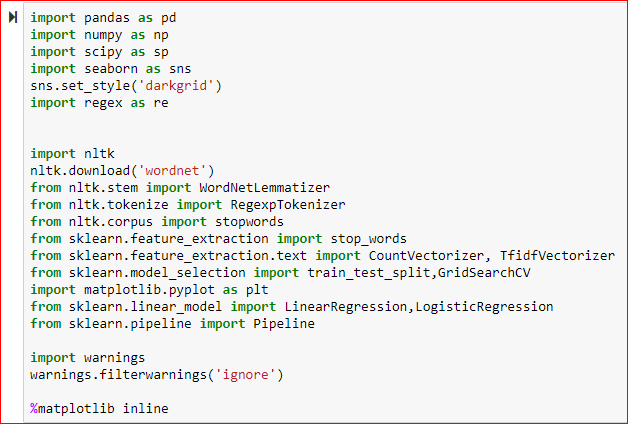 import pandas as pd
import numpy as np
import scipy as sp
import seaborn as sns
sns.set_style('darkgrid')
import regex as re
import nltk
nltk.download('wordnet')
from nltk.stem import WordNetLemmatizer
from nltk.tokenize import RegexpTokenizer
from nltk.corpus import stopwords
from sklearn.feature_extraction import stop_words
from sklearn.feature_extraction.text import CountVectorizer, TfidfVectorizer
from sklearn.model_selection import train_test_split,GridSearchCV
import matplotlib.pyplot as plt
from sklearn.linear_model import LinearRegression,LogisticRegression
from sklearn.pipeline import Pipeline
import warnings
warnings.filterwarnings('ignore')
%matplotlib inline